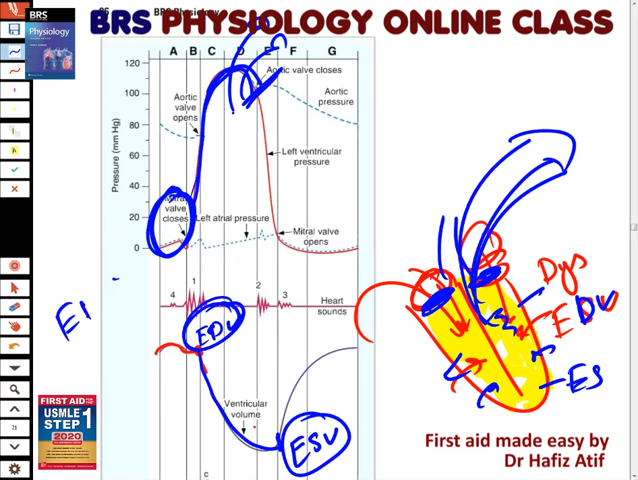 BRS PHYSIOLOGY ONLINE CLASS
BRS
Physiology
A B C D E F G
120
100
80
60
40
20
0
Pressure (mm Hg)
Aortic valve closes
Aortic
pressure
Aortic
valve
opens
Left ventricular
pressure
Mitral
valve
closes
Left atrial pressure
Mitral valve
opens
4 1 2 3
Heart
sounds
EDV
Ventricular
volume
ESV
C
Dys
EDV
ES
FIRST AID
USMLE
STEP 1
2020
First aid made easy by
Dr Hafiz Atif